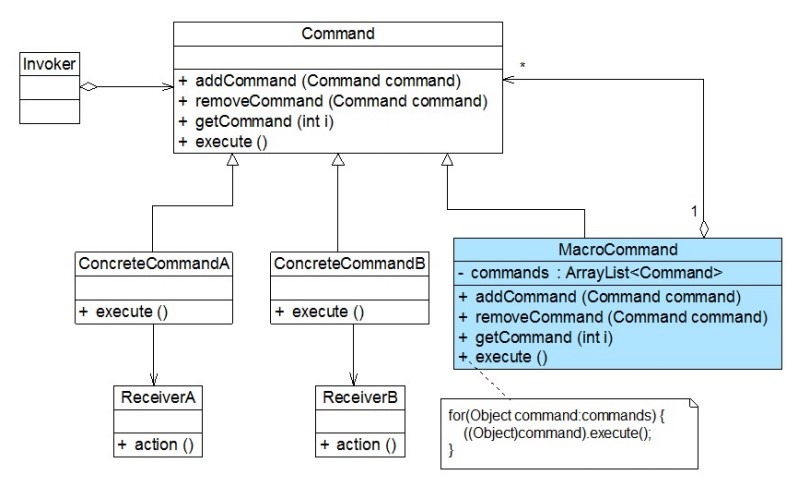 Command
+ addCommand (Command command)
+ removeCommand (Command command)
+ getCommand (int i)
+ execute ()
Invoker
*
1
ConcreteCommandA
+ execute ()
ConcreteCommandB
+ execute ()
MacroCommand
- commands : ArrayList<Command>
+ addCommand (Command command)
+ removeCommand (Command command)
+ getCommand (int i)
+ execute ()
ReceiverA
+ action ()
ReceiverB
+ action ()
for(Object command:commands) {
((Object)command).execute();
}